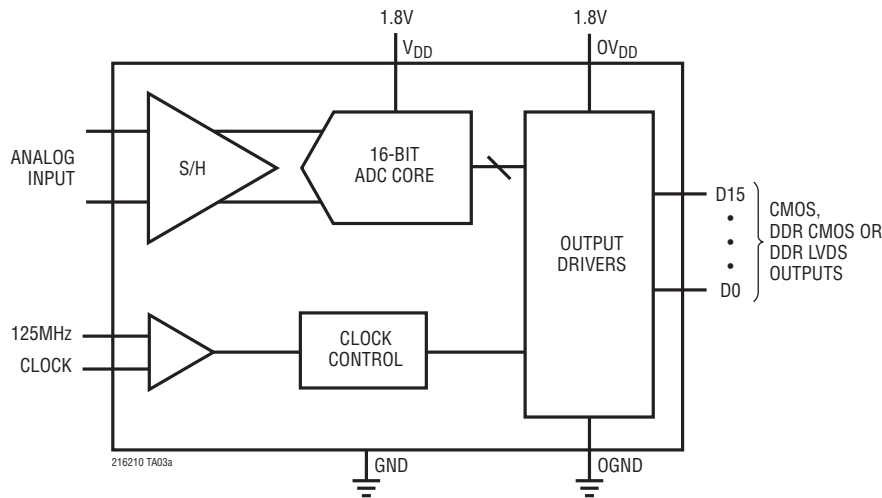 1.8V
1.8V
VDD
OVDD
ANALOG
INPUT
S/H
16-BIT
ADC CORE
OUTPUT
DRIVERS
D15
•
•
•
D0
CMOS,
DDR CMOS OR
DDR LVDS
OUTPUTS
125MHz
CLOCK
CLOCK
CONTROL
216210 TA03a
GND
OGND